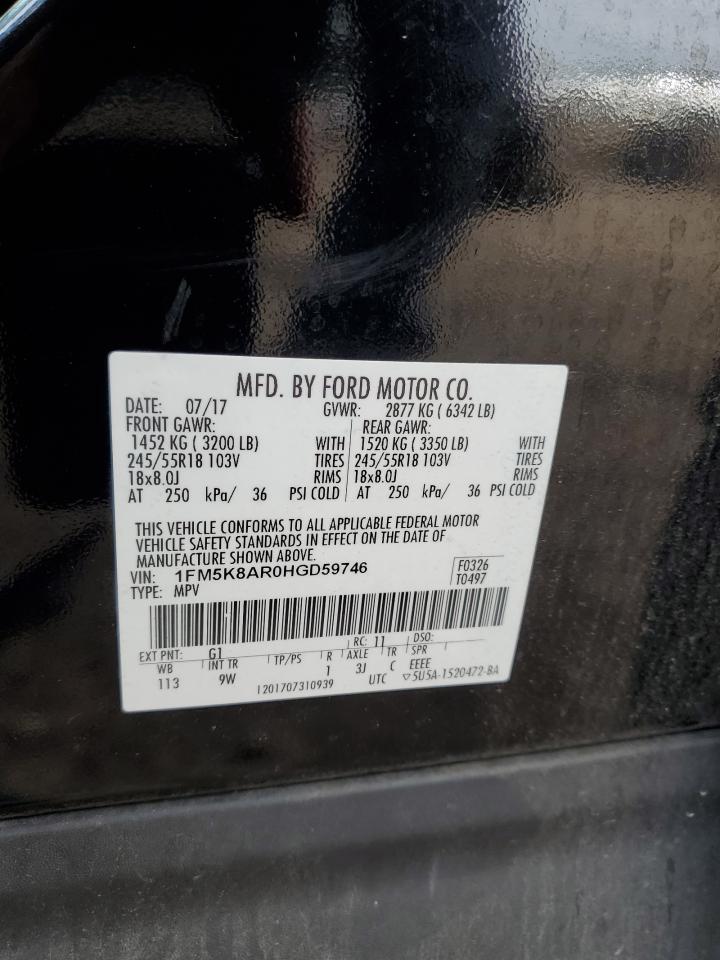 MFD. BY FORD MOTOR CO.
DATE: 07/17 GVWR: 2877 KG ( 6342 LB)
FRONT GAWR: REAR GAWR:
1452 KG ( 3200 LB) WITH 1520 KG ( 3350 LB) WITH
245/55R18 103V TIRES 245/55R18 103V TIRES
18x8.0J RIMS 18x8.0J RIMS
AT 250 kPa/ 36 PSI COLD AT 250 kPa/ 36 PSI COLD
THIS VEHICLE CONFORMS TO ALL APPLICABLE FEDERAL MOTOR
VEHICLE SAFETY STANDARDS IN EFFECT ON THE DATE OF
MANUFACTURE SHOWN ABOVE.
VIN: 1FM5K8AR0HGD59746 F0326
TYPE: MPV T0497
EXT PNT: G1 RC: 11 DSO:
WB INT TR TP/PS R AXLE TR SPR
113 9W 1 3J C EEEE
1201707310939 UTC ▽5U5A-1520472-BA